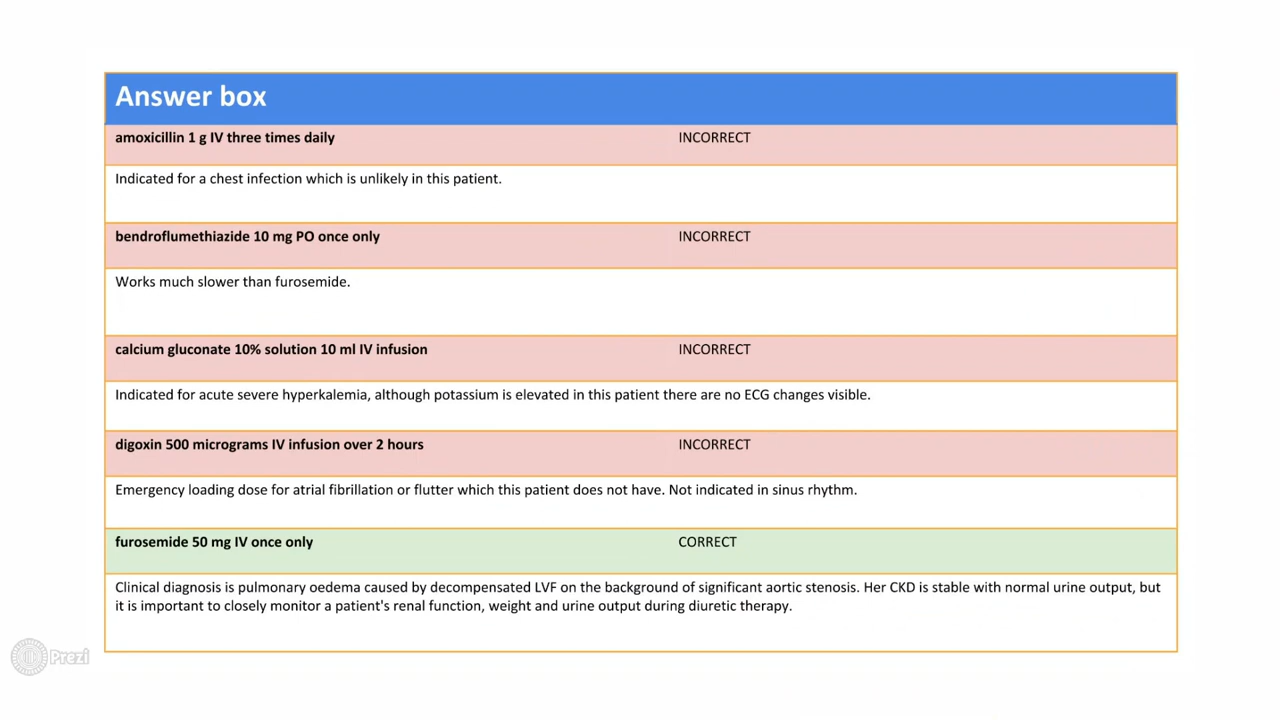 Answer box
amoxicillin 1 g IV three times daily INCORRECT
Indicated for a chest infection which is unlikely in this patient.
bendroflumethiazide 10 mg PO once only INCORRECT
Works much slower than furosemide.
calcium gluconate 10% solution 10 ml IV infusion INCORRECT
Indicated for acute severe hyperkalemia, although potassium is elevated in this patient there are no ECG changes visible.
digoxin 500 micrograms IV infusion over 2 hours INCORRECT
Emergency loading dose for atrial fibrillation or flutter which this patient does not have. Not indicated in sinus rhythm.
furosemide 50 mg IV once only CORRECT
Clinical diagnosis is pulmonary oedema caused by decompensated LVF on the background of significant aortic stenosis. Her CKD is stable with normal urine output, but
it is important to closely monitor a patient's renal function, weight and urine output during diuretic therapy.
Prezi